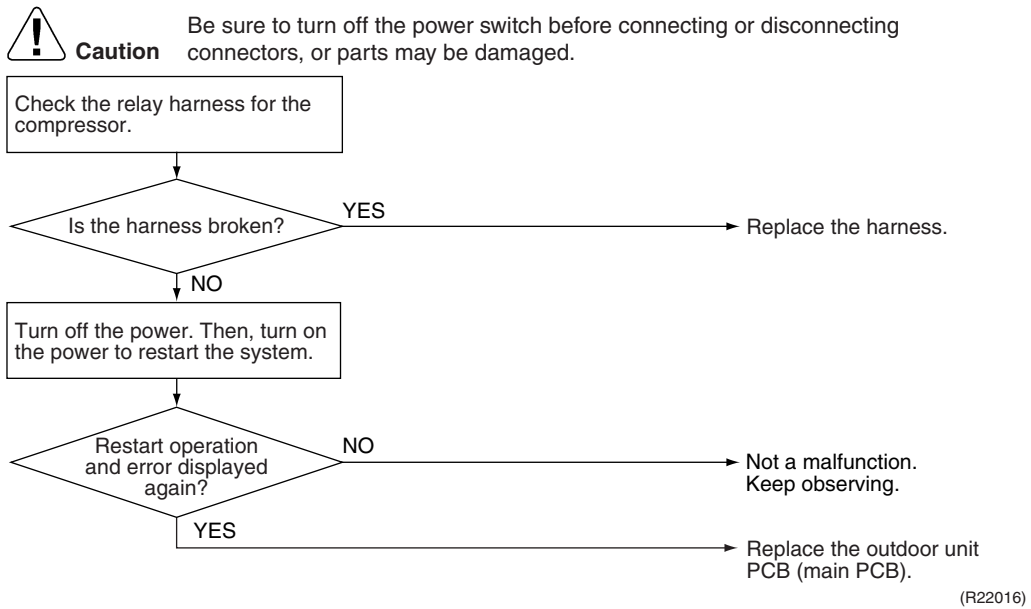 Be sure to turn off the power switch before connecting or disconnecting
Caution connectors, or parts may be damaged.
Check the relay harness for the
compressor.
Is the harness broken?
YES
Replace the harness.
NO
Turn off the power. Then, turn on
the power to restart the system.
Restart operation
and error displayed
again?
NO
Not a malfunction.
Keep observing.
YES
Replace the outdoor unit
PCB (main PCB).
(R22016)